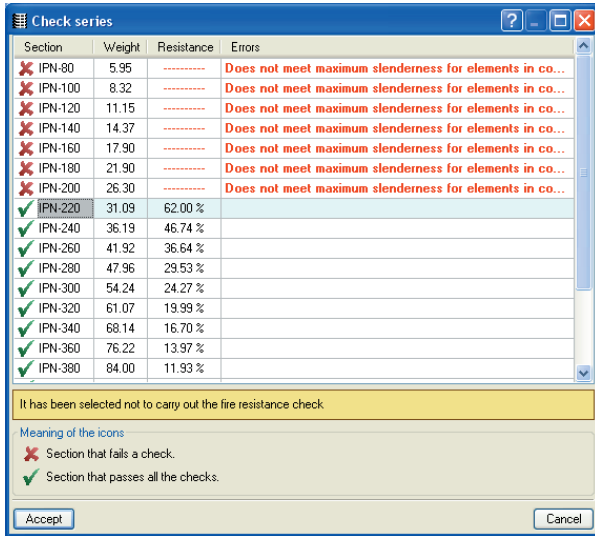 Check series
Section Weight Resistance Errors
IPN-80 5.95 ---------- Does not meet maximum slenderness for elements in co...
IPN-100 8.32 ---------- Does not meet maximum slenderness for elements in co...
IPN-120 11.15 ---------- Does not meet maximum slenderness for elements in co...
IPN-140 14.37 ---------- Does not meet maximum slenderness for elements in co...
IPN-160 17.90 ---------- Does not meet maximum slenderness for elements in co...
IPN-180 21.90 ---------- Does not meet maximum slenderness for elements in co...
IPN-200 26.30 ---------- Does not meet maximum slenderness for elements in co...
IPN-220 31.09 62.00 %
IPN-240 36.19 46.74 %
IPN-260 41.92 36.64 %
IPN-280 47.96 29.53 %
IPN-300 54.24 24.27 %
IPN-320 61.07 19.99 %
IPN-340 68.14 16.70 %
IPN-360 76.22 13.97 %
IPN-380 84.00 11.93 %
It has been selected not to carry out the fire resistance check
Meaning of the icons
Section that fails a check.
Section that passes all the checks.
Accept Cancel